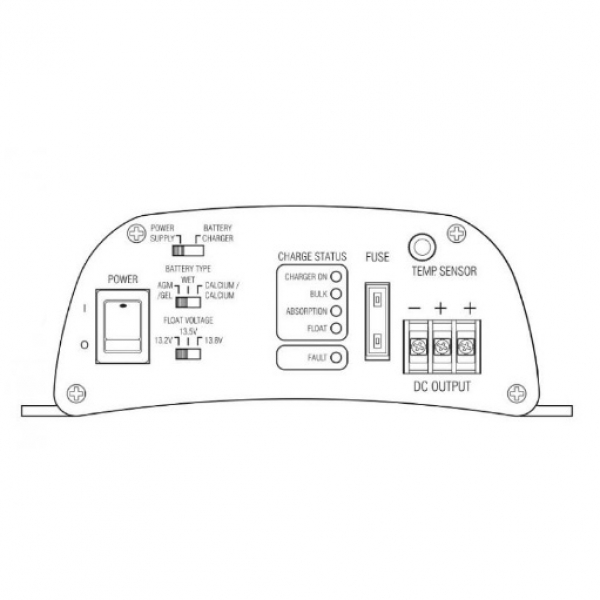 POWER SUPPLY
BATTERY CHARGER
BATTERY TYPE
WET
AGM /GEL
CALCIUM / CALCIUM
FLOAT VOLTAGE
13.5V
13.2V
13.8V
POWER
I
O
CHARGE STATUS
CHARGER ON
BULK
ABSORPTION
FLOAT
FAULT
FUSE
TEMP SENSOR
− + +
DC OUTPUT